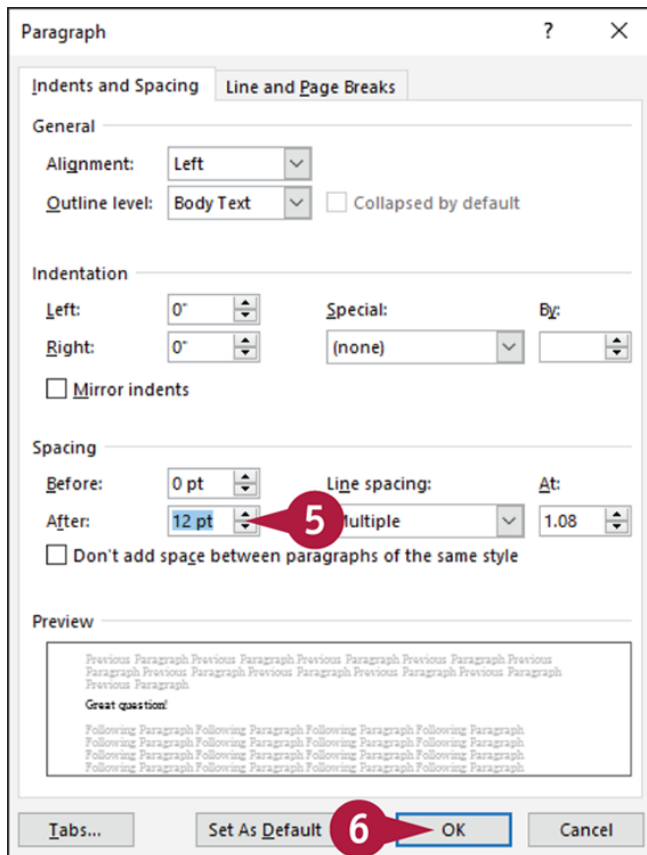 Paragraph ? ×
Indents and Spacing Line and Page Breaks
General
Alignment: Left
Outline level: Body Text Collapsed by default
Indentation
Left: 0" Special: By:
Right: 0" (none)
Mirror indents
Spacing
Before: 0 pt Line spacing: At:
After: 12 pt 5 Multiple 1.08
Don't add space between paragraphs of the same style
Preview
Previous Paragraph Previous Paragraph Previous Paragraph Previous Paragraph Previous
Paragraph Previous Paragraph Previous Paragraph Previous Paragraph Previous Paragraph
Previous Paragraph
Great question!
Following Paragraph Following Paragraph Following Paragraph Following Paragraph
Following Paragraph Following Paragraph Following Paragraph Following Paragraph
Following Paragraph Following Paragraph Following Paragraph Following Paragraph
Following Paragraph Following Paragraph Following Paragraph Following Paragraph
Tabs... Set As Default 6 OK Cancel